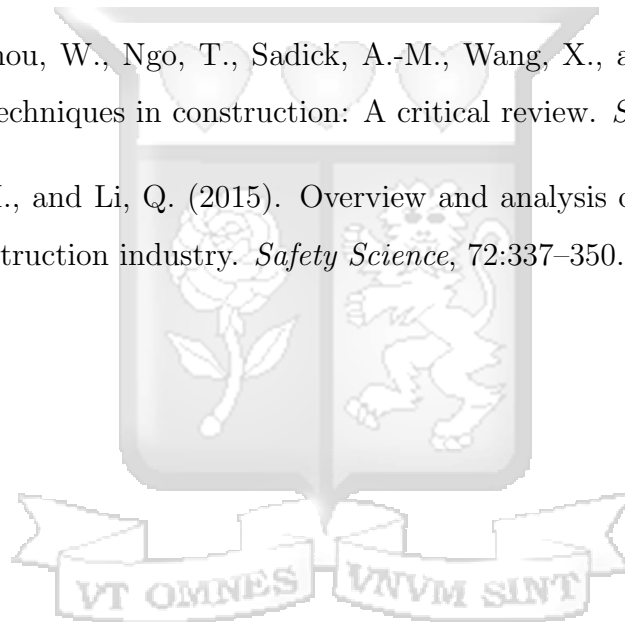 hou, W., Ngo, T., Sadick, A.-M., Wang, X., a
echniques in construction: A critical review. S
I., and Li, Q. (2015). Overview and analysis o
truction industry. Safety Science, 72:337–350.
VT OMNES VNVM SINT